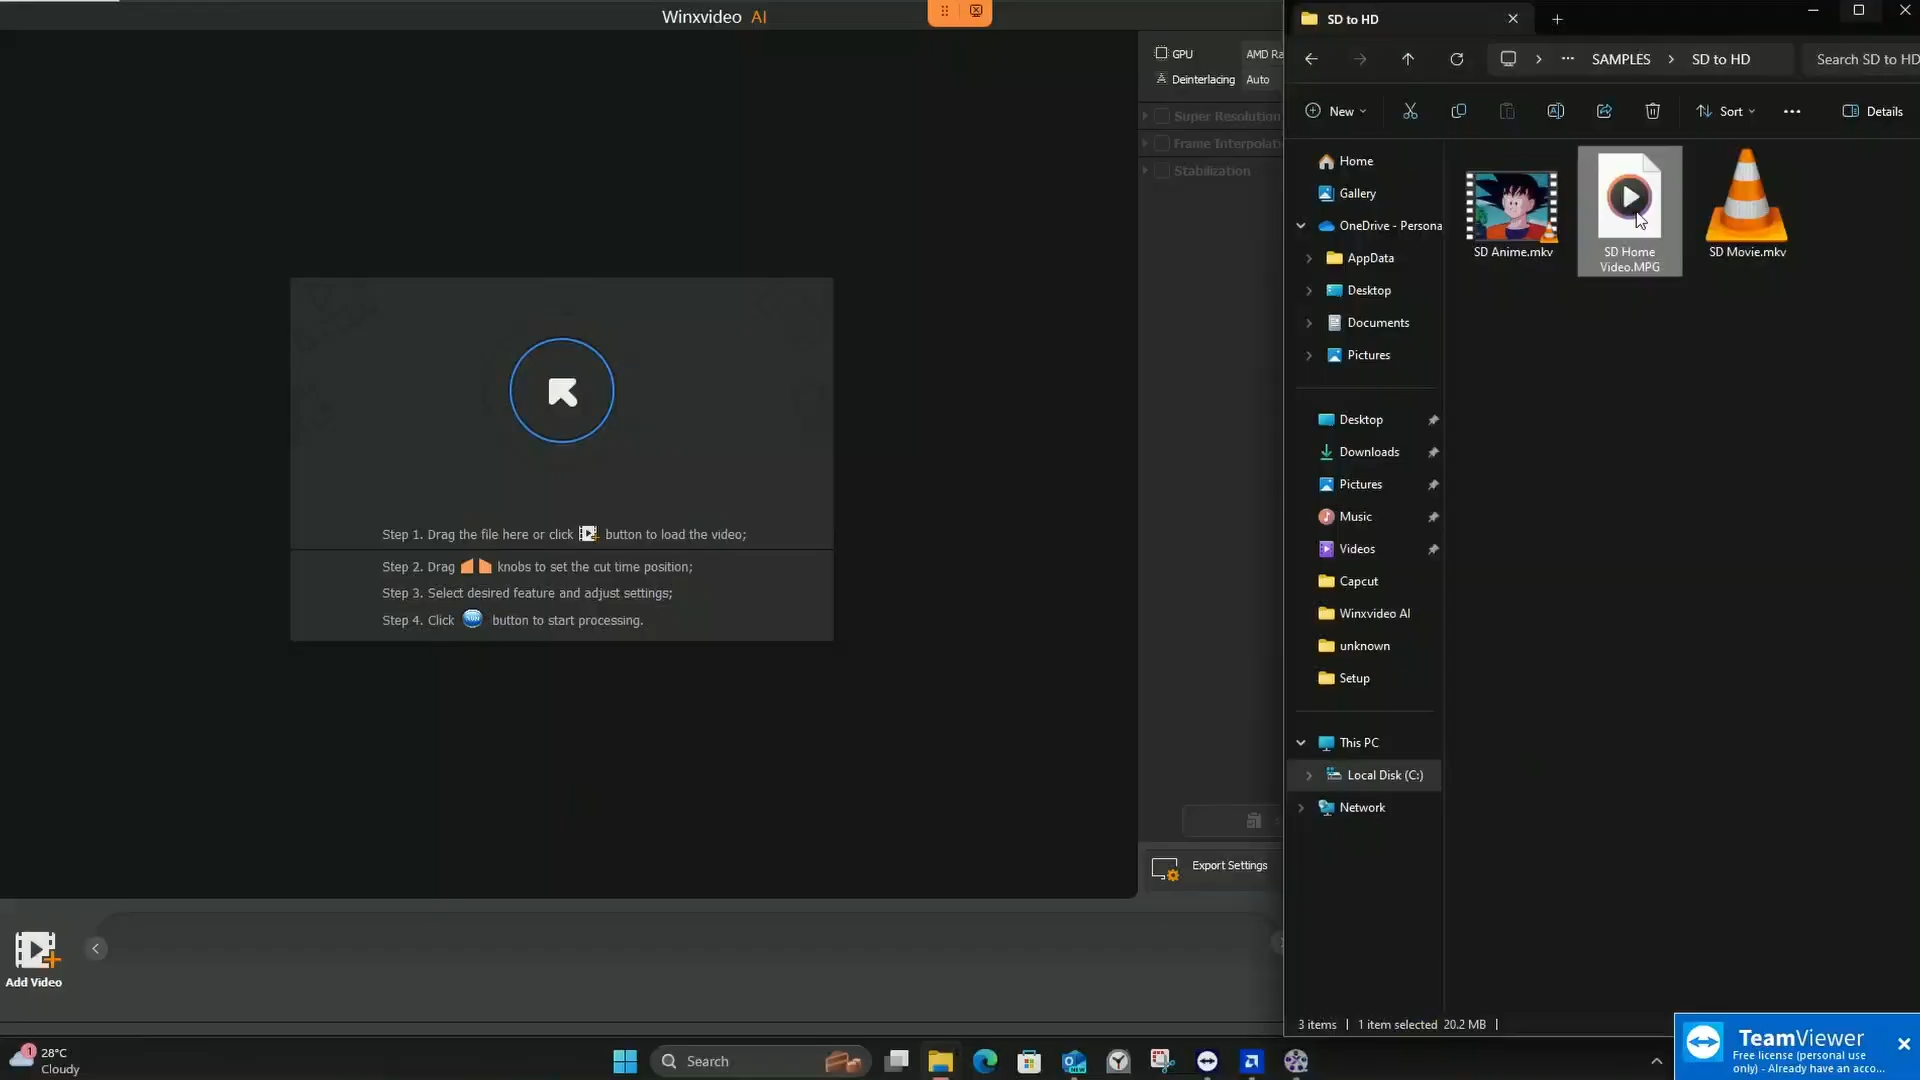 Winxvideo AI
GPU
AMD Ra
Deinterlacing
Auto
Super Resolution
Frame Interpolati
Stabilization
Step 1. Drag the file here or click button to load the video;
Step 2. Drag knobs to set the cut time position;
Step 3. Select desired feature and adjust settings;
Step 4. Click RUN button to start processing.
Export Settings
Add Video
SD to HD
SAMPLES
SD to HD
Search SD to HD
New
Sort
Details
Home
Gallery
OneDrive - Persona
AppData
Desktop
Documents
Pictures
Desktop
Downloads
Pictures
Music
Videos
Capcut
Winxvideo AI
unknown
Setup
This PC
Local Disk (C:)
Network
SD Anime.mkv
SD Home
Video.MPG
SD Movie.mkv
3 items
1 item selected 20.2 MB
TeamViewer
Free license (personal use
only) - Already have an acco...
1
28°C
Cloudy
Search
NEW